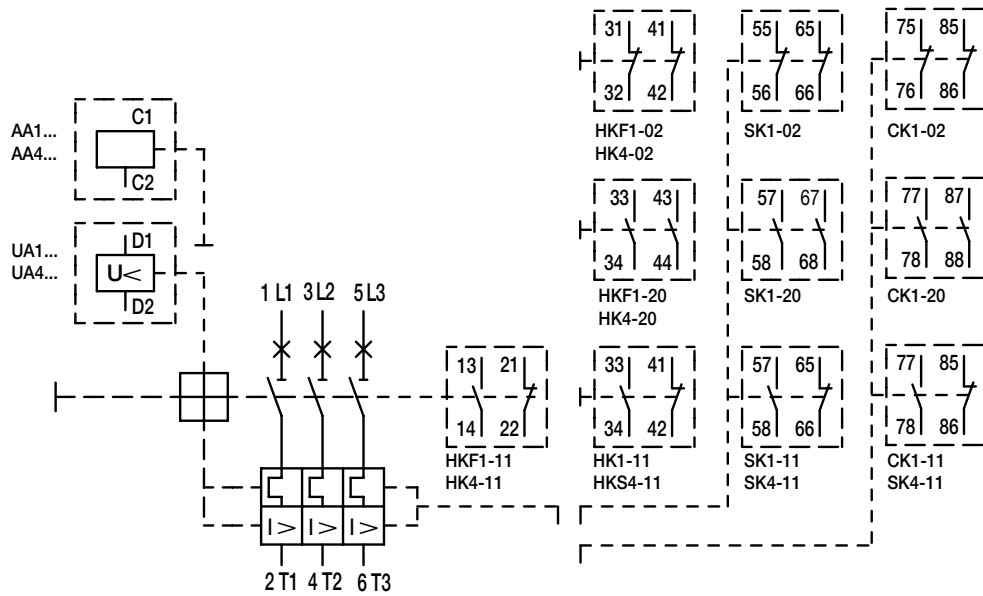 31 41
32 42
HKF1-02
HK4-02
55 65
56 66
SK1-02
75 85
76 86
CK1-02
AA1...
AA4...
C1
C2
UA1...
UA4...
D1
U<
D2
33 43
34 44
HKF1-20
HK4-20
57 67
58 68
SK1-20
77 87
78 88
CK1-20
1 L1 3 L2 5 L3
13 21
14 22
HKF1-11
HK4-11
33 41
34 42
HK1-11
HKS4-11
57 65
58 66
SK1-11
SK4-11
77 85
78 86
CK1-11
SK4-11
I> I> I>
2 T1 4 T2 6 T3